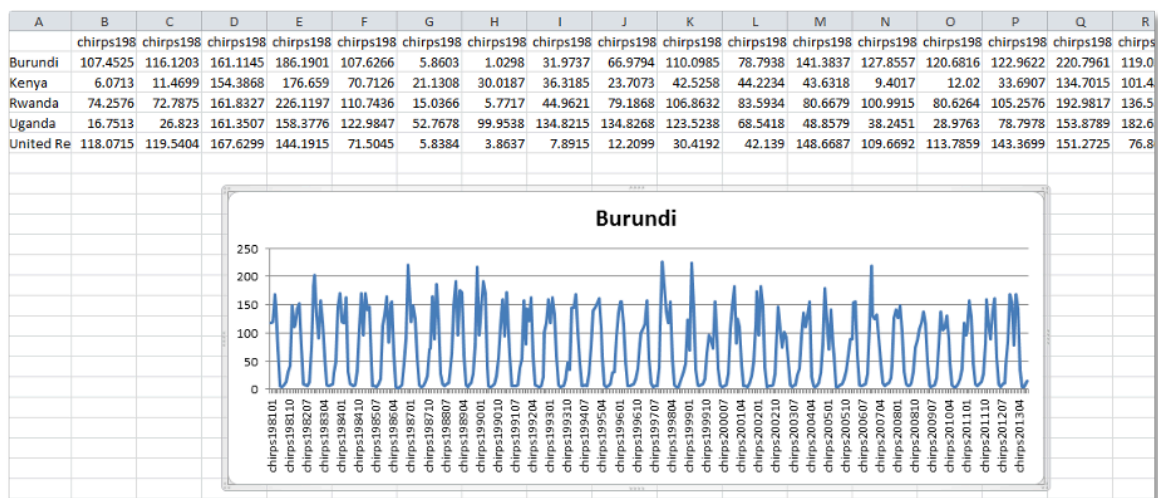 A B C D E F G H I J K L M N O P Q R
chirps198 chirps198 chirps198 chirps198 chirps198 chirps198 chirps198 chirps198 chirps198 chirps198 chirps198 chirps198 chirps198 chirps198 chirps198 chirps198 chirps
Burundi 107.4525 116.1203 161.1145 186.1901 107.6266 5.8603 1.0298 31.9737 66.9794 110.0985 78.7938 141.3837 127.8557 120.6816 122.9622 220.7961 119.0
Kenya 6.0713 11.4699 154.3868 176.659 70.7126 21.1308 30.0187 36.3185 23.7073 42.5258 44.2234 43.6318 9.4017 12.02 33.6907 134.7015 101.4
Rwanda 74.2576 72.7875 161.8327 226.1197 110.7436 15.0366 5.7717 44.9621 79.1868 106.8632 83.5934 80.6679 100.9915 80.6264 105.2576 192.9817 136.5
Uganda 16.7513 26.823 161.3507 158.3776 122.9847 52.7678 99.9538 134.8215 134.8268 123.5238 68.5418 48.8579 38.2451 28.9763 78.7978 153.8789 182.6
United Re 118.0715 119.5404 167.6299 144.1915 71.5045 5.8384 3.8637 7.8915 12.2099 30.4192 42.139 148.6687 109.6692 113.7859 143.3699 151.2725 76.8
Burundi
250
200
150
100
50
0
chirps198101
chirps198110
chirps198207
chirps198304
chirps198401
chirps198410
chirps198507
chirps198604
chirps198701
chirps198710
chirps198807
chirps198904
chirps199001
chirps199010
chirps199107
chirps199204
chirps199301
chirps199310
chirps199407
chirps199504
chirps199601
chirps199610
chirps199707
chirps199804
chirps199901
chirps199910
chirps200007
chirps200104
chirps200201
chirps200210
chirps200307
chirps200404
chirps200501
chirps200510
chirps200607
chirps200704
chirps200801
chirps200810
chirps200907
chirps201004
chirps201101
chirps201110
chirps201207
chirps201304